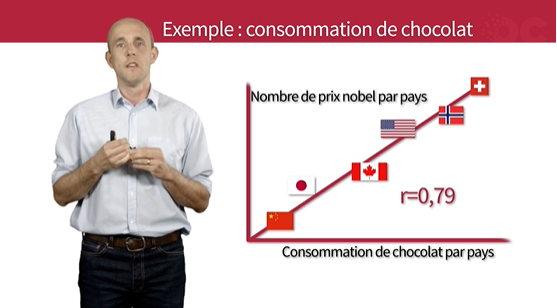 Exemple : consommation de chocolat
Nombre de prix nobel par pays
r=0,79
Consommation de chocolat par pays